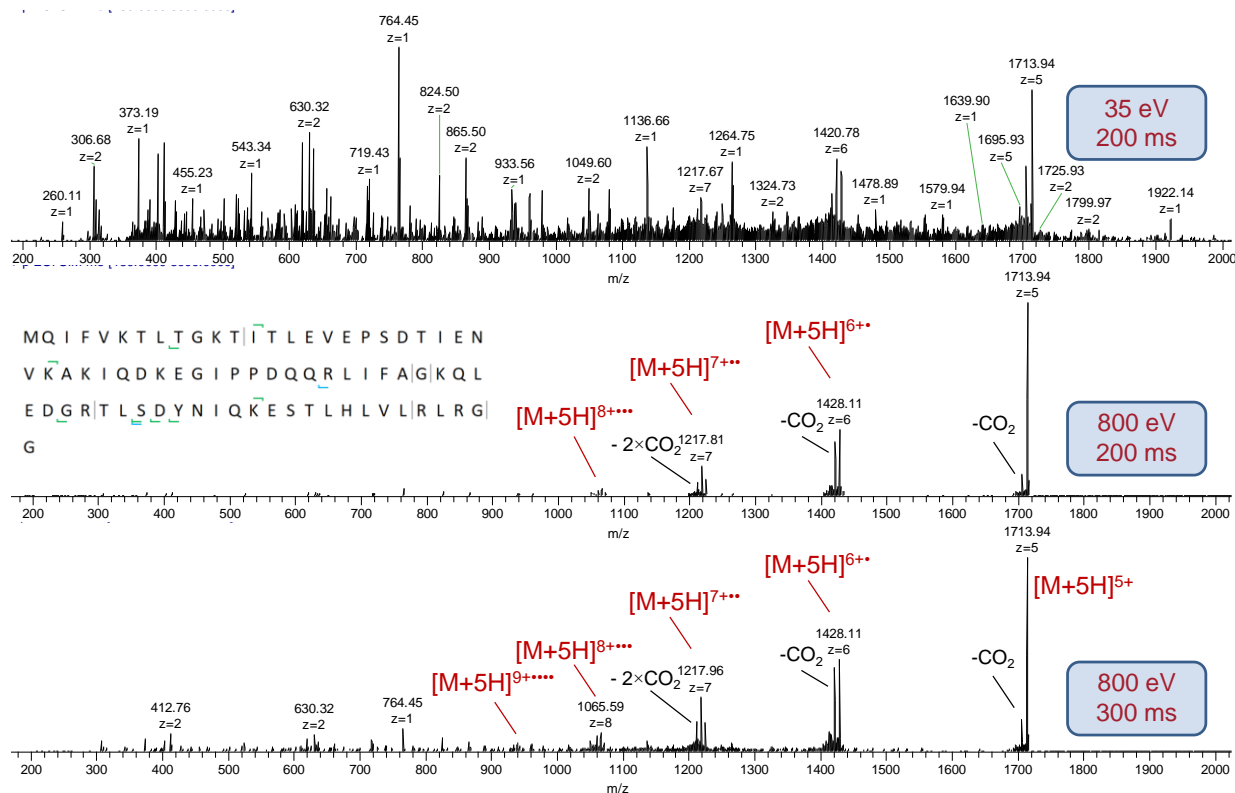 764.45
z=1
1713.94
z=5
35 eV
200 ms
824.50
z=2
630.32
z=2
373.19
z=1
1136.66
z=1
1639.90
z=1
306.68
z=2
543.34
z=1
865.50
z=2
1264.75
z=1
1420.78
z=6
1695.93
z=5
719.43
z=1
1725.93
z=2
455.23
z=1
933.56
z=1
1049.60
z=2
1217.67
z=7
1324.73
z=2
1478.89
z=1
1579.94
z=1
1799.97
z=2
1922.14
z=1
260.11
z=1
200 300 400 500 600 700 800 900 1000 1100 1200 1300 1400 1500 1600 1700 1800 1900 2000
m/z
1713.94
z=5
M Q I F V K T L T G K T I T L E V E P S D T I E N
V K A K I Q D K E G I P P D Q Q R L I F A G K Q L
E D G R T L S D Y N I Q K E S T L H L V L R L R G
G
[M+5H]6+•
[M+5H]7+••
[M+5H]8+•••
-CO2
1428.11
z=6
- 2×CO2
1217.81
z=7
-CO2
800 eV
200 ms
200 300 400 500 600 700 800 900 1000 1100 1200 1300 1400 1500 1600 1700 1800 1900 2000
m/z
1713.94
z=5
[M+5H]6+•
[M+5H]5+
[M+5H]7+••
[M+5H]8+•••
[M+5H]9+••••
-CO2
1428.11
z=6
- 2×CO2
1217.96
z=7
-CO2
1065.59
z=8
412.76
z=2
630.32
z=2
764.45
z=1
800 eV
300 ms
200 300 400 500 600 700 800 900 1000 1100 1200 1300 1400 1500 1600 1700 1800 1900 2000
m/z